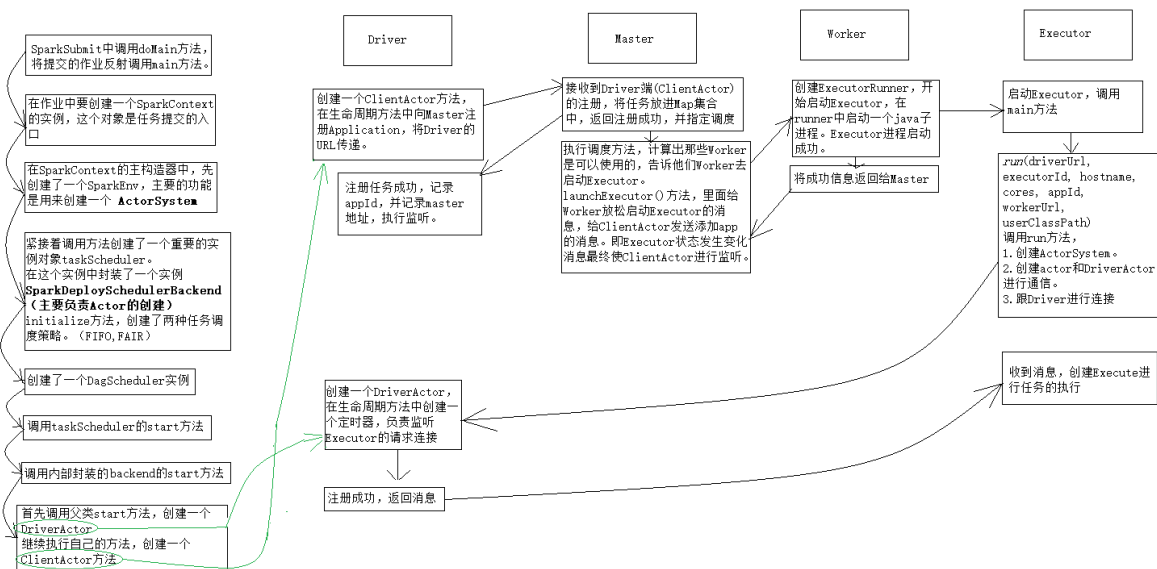 SparkSubmit中调用doMain方法，
将提交的作业反射调用main方法。
在作业中要创建一个SparkContext
的实例，这个对象是任务提交的入
口
在SparkContext的主构造器中，先
创建了一个SparkEnv，主要的功能
是用来创建一个 ActorSystem
紧接着调用方法创建了一个重要的实
例对象taskScheduler。
在这个实例中封装了一个实例
SparkDeploySchedulerBackend
（主要负责Actor的创建）
initialize方法，创建了两种任务调
度策略。（FIFO,FAIR）
创建了一个DagScheduler实例
调用taskScheduler的start方法
调用内部封装的backend的start方法
首先调用父类start方法，创建一个
DriverActor
继续执行自己的方法，创建一个
ClientActor方法
Driver
创建一个ClientActor方法，
在生命周期方法中向Master注
册Application，将Driver的
URL传递。
注册任务成功，记录
appId，并记录master
地址，执行监听。
创建一个DriverActor，
在生命周期方法中创建一
个定时器，负责监听
Executor的请求连接
注册成功，返回消息
Master
接收到Driver端(ClientActor)
的注册，将任务放进Map集合
中，返回注册成功，并指定调度
执行调度方法，计算出那些Worker
是可以使用的，告诉他们Worker去
启动Executor。
launchExecutor()方法，里面给
Worker放松启动Executor的消
息，给ClientActor发送添加app
的消息。即Executor状态发生变化
消息最终使ClientActor进行监听。
Worker
创建ExecutorRunner，开
始启动Executor，在
runner中启动一个java子
进程。Executor进程启动
成功。
将成功信息返回给Master
Executor
启动Executor，调用
main方法
run(driverUrl,
executorId, hostname,
cores, appId,
workerUrl,
userClassPath)
调用run方法，
1.创建ActorSystem。
2.创建actor和DriverActor
进行通信。
3.跟Driver进行连接
收到消息，创建Execute进
行任务的执行